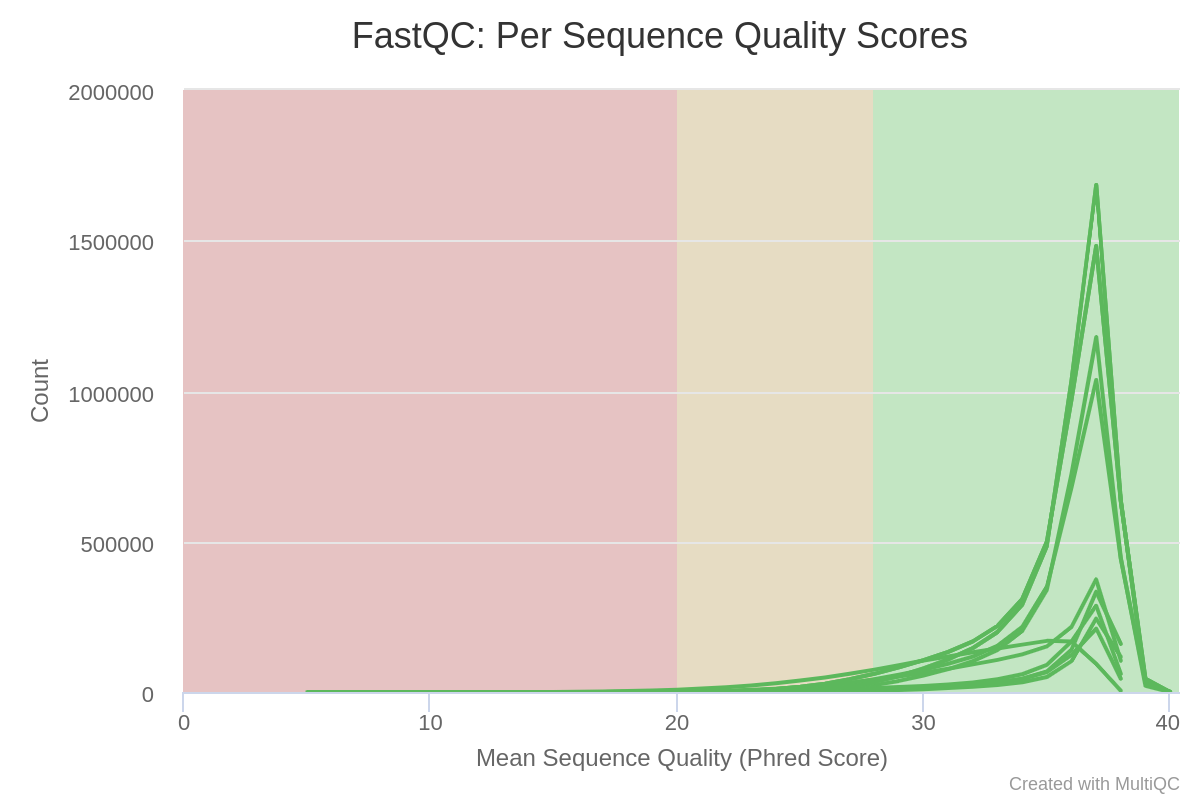 FastQC: Per Sequence Quality Scores
2000000
1500000
1000000
500000
0
Count
0 10 20 30 40
Mean Sequence Quality (Phred Score)
Created with MultiQC